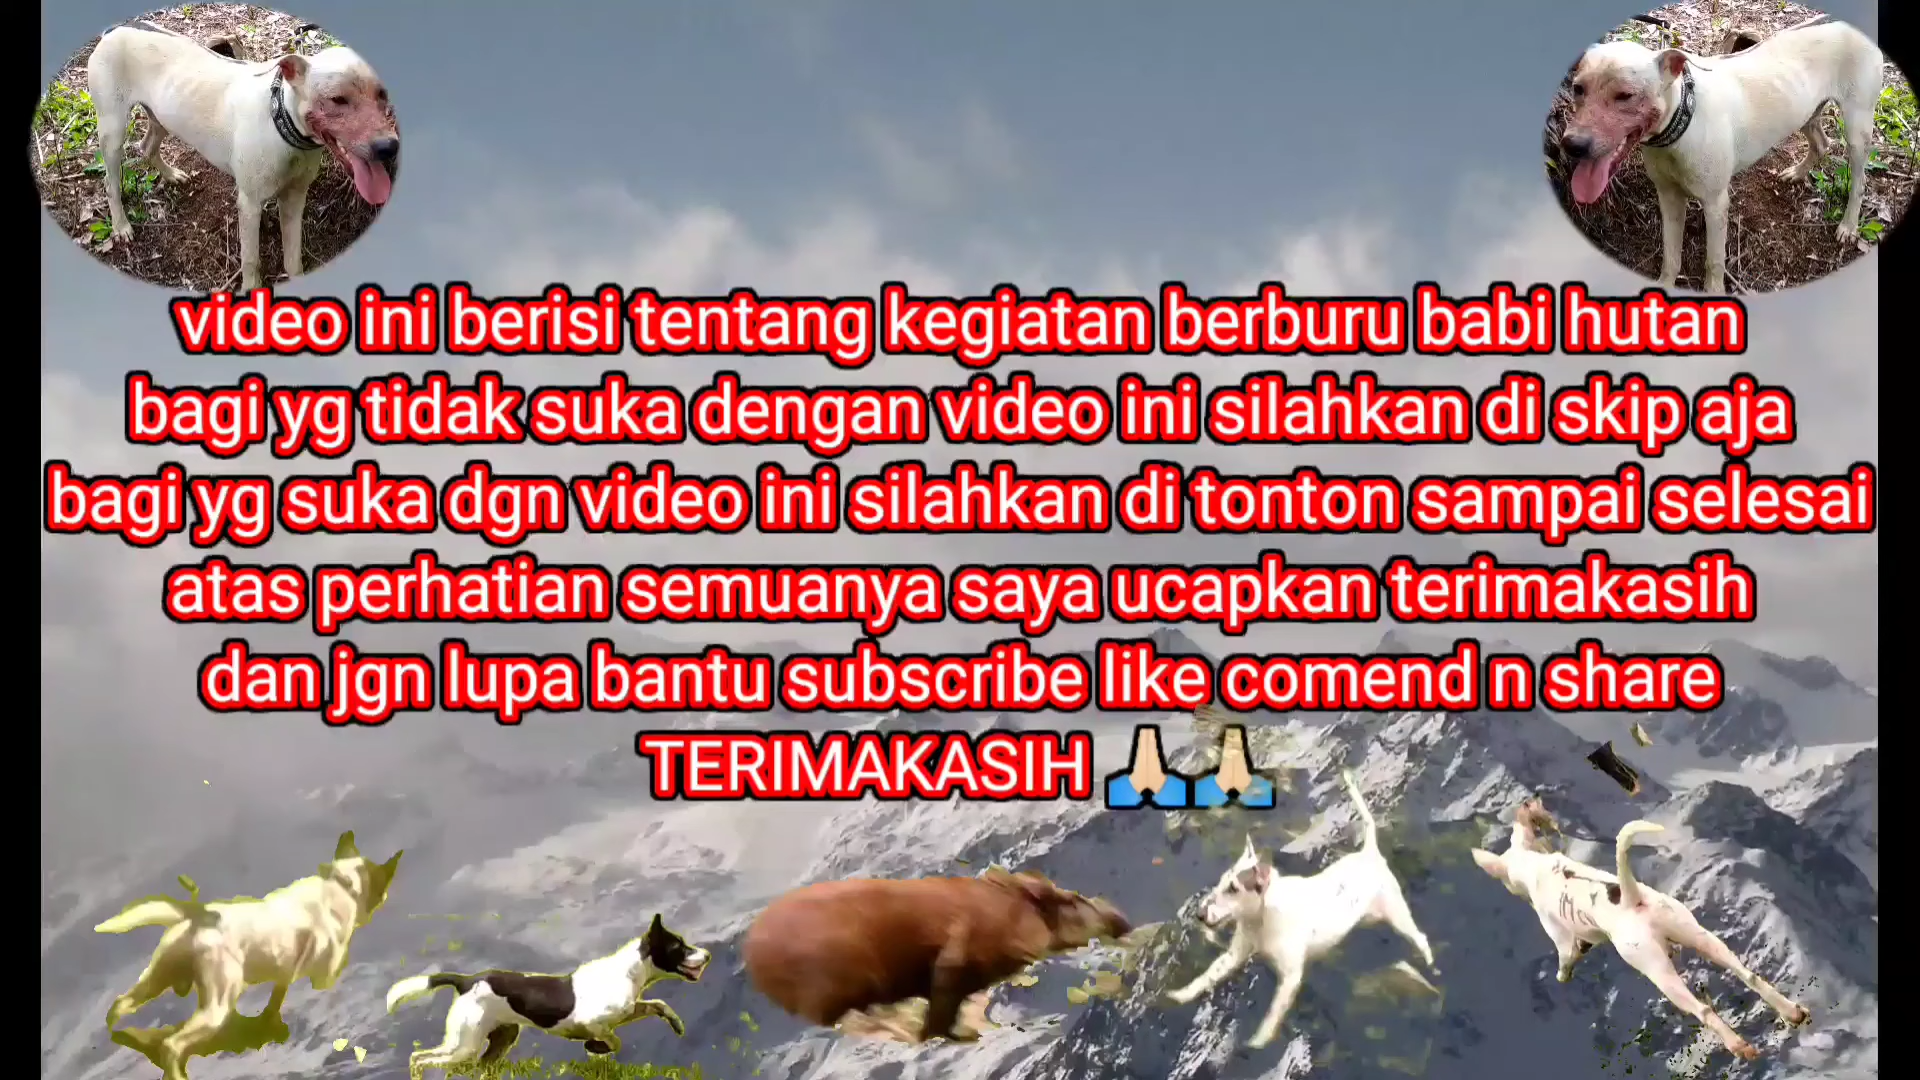 video ini berisi tentang kegiatan berburu babi hutan
bagi yg tidak suka dengan video ini silahkan di skip aja
bagi yg suka dgn video ini silahkan di tonton sampai selesai
atas perhatian semuanya saya ucapkan terimakasih
dan jgn lupa bantu subscribe like comend n share
TERIMAKASIH 🙏🏻🙏🏻